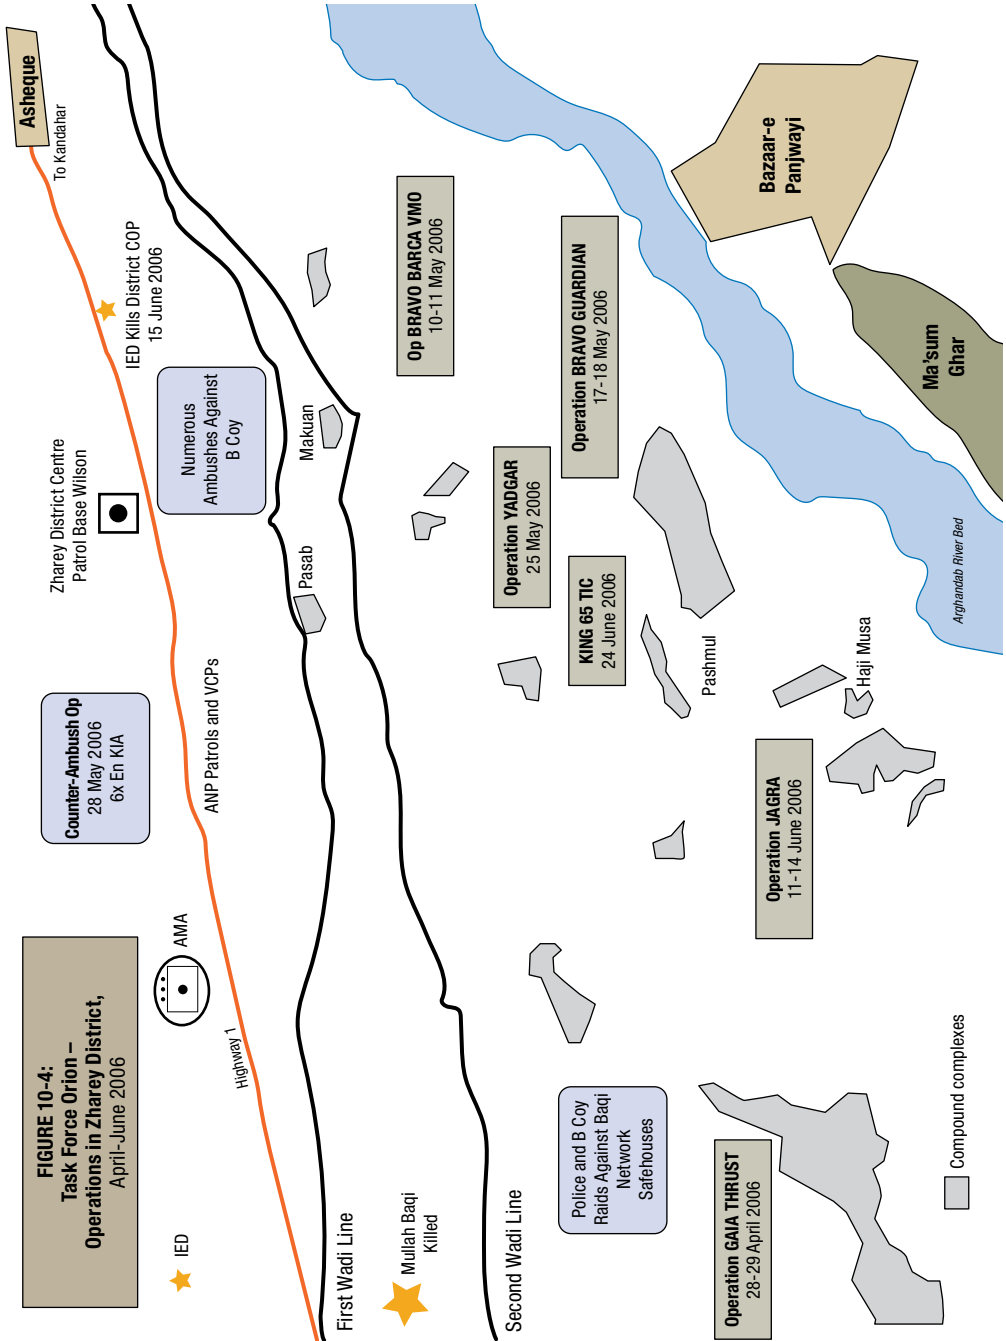 FIGURE 10-4:
Task Force Orion –
Operations in Zharey District,
April-June 2006
IED
AMA
Highway 1
Counter-Ambush Op
28 May 2006
6x En KIA
ANP Patrols and VCPs
Zharey District Centre
Patrol Base Wilson
Numerous
Ambushes Against
B Coy
IED Kills District COP
15 June 2006
To Kandahar
Asheque
First Wadi Line
Mullah Baqi
Killed
Second Wadi Line
Pasab
Makuan
Op BRAVO BARCA VMO
10-11 May 2006
Operation YADGAR
25 May 2006
Operation BRAVO GUARDIAN
17-18 May 2006
KING 65 TIC
24 June 2006
Pashmul
Police and B Coy
Raids Against Baqi
Network
Safehouses
Operation GAIA THRUST
28-29 April 2006
Operation JAGRA
11-14 June 2006
Haji Musa
Bazaar-e
Panjwayi
Ma'sum
Ghar
Arghandab River Bed
Compound complexes